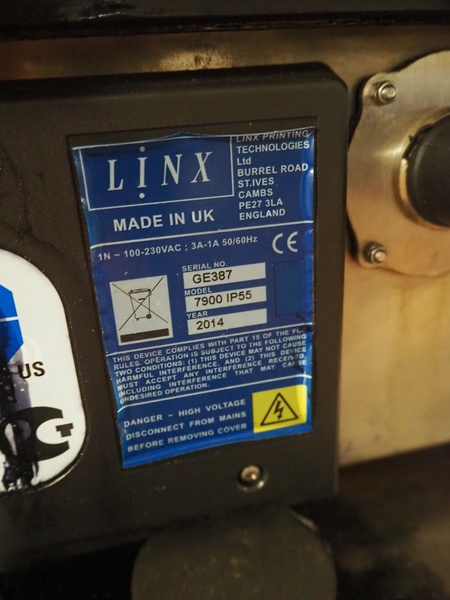 LINX
LINX PRINTING
TECHNOLOGIES
Ltd
BURREL ROAD
ST.IVES
CAMBS
PE27 3LA
ENGLAND
MADE IN UK
1N ~ 100-230VAC ; 3A-1A 50/60Hz
CE
SERIAL NO.
GE387
MODEL
7900 IP55
YEAR
2014
THIS DEVICE COMPLIES WITH PART 15 OF THE
RULES. OPERATION IS SUBJECT TO THE FOLLOWING
TWO CONDITIONS: (1) THIS DEVICE MAY NOT CAUSE
HARMFUL INTERFERENCE, AND (2) THIS DEVICE
MUST ACCEPT ANY INTERFERENCE RECEIVED,
INCLUDING INTERFERENCE THAT MAY CAUSE
UNDESIRED OPERATION.
DANGER ~ HIGH VOLTAGE
DISCONNECT FROM MAINS
BEFORE REMOVING COVER
US